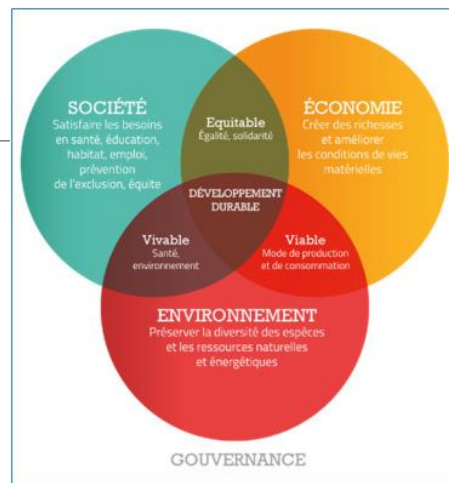 SOCIÉTÉ
Satisfaire les besoins
en santé, éducation,
habitat, emploi,
prévention
de l'exclusion, équite
Equitable
Égalité, solidarité
ÉCONOMIE
Créer des richesses
et améliorer
les conditions de vies
matérielles
DÉVELOPPEMENT
DURABLE
Vivable
Santé,
environnement
Viable
Mode de production
et de consommation
ENVIRONNEMENT
Préserver la diversité des espèces
et les ressources naturelles
et énergétiques
GOUVERNANCE